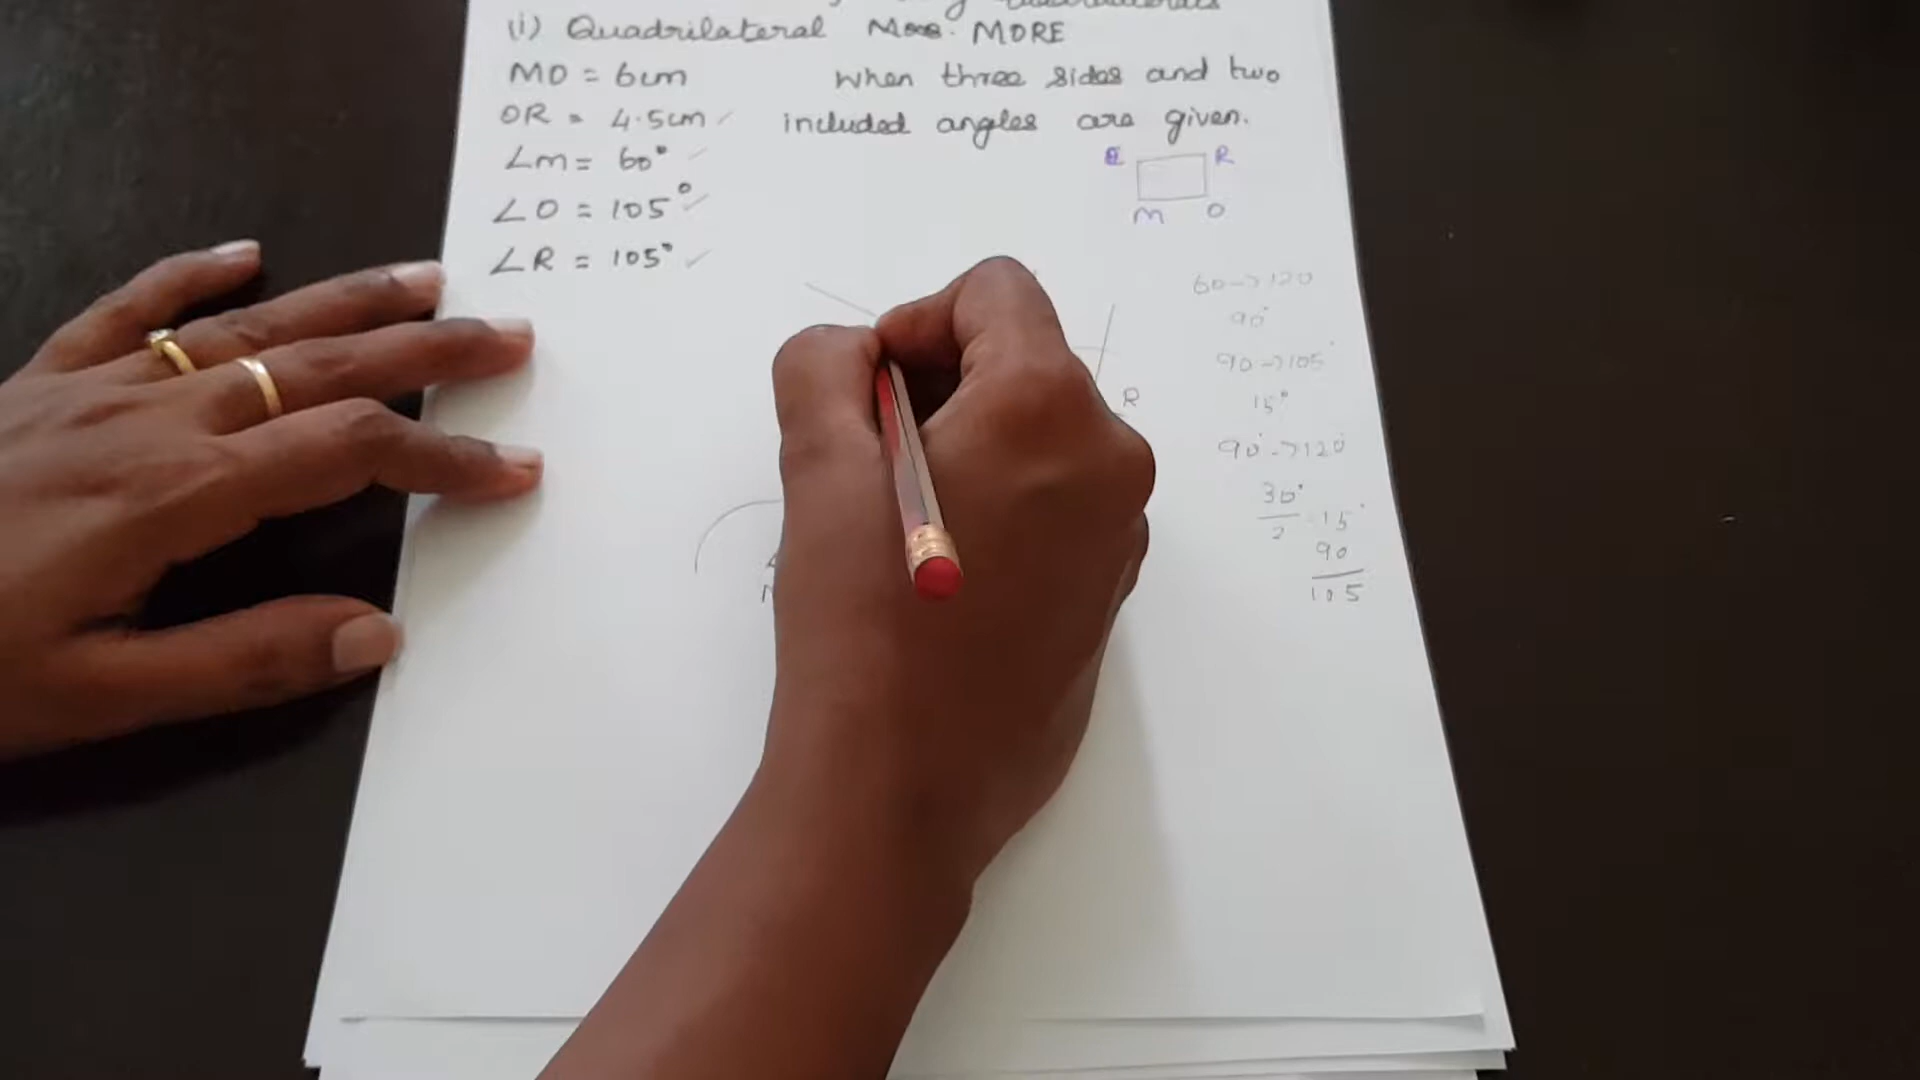 (i) Quadrilateral MORE
MO = 6cm
OR = 4.5cm
∠M = 60°
∠O = 105°
∠R = 105°
When three sides and two
included angles are given.
E R
M O
60->120
90°
90->105°
15°
90°->120°
30°
2
15°
90
105
R